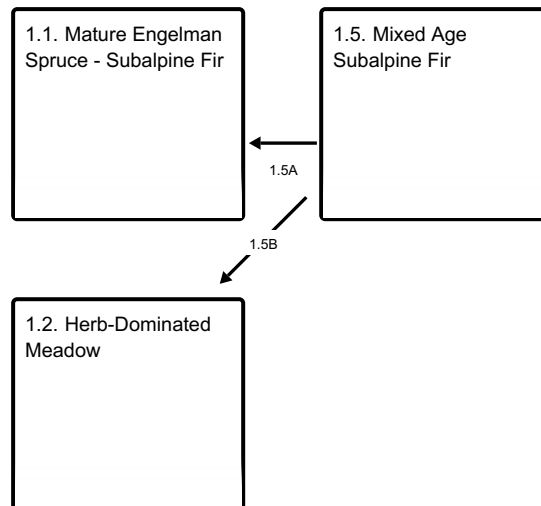 1.1. Mature Engelman
Spruce - Subalpine Fir
1.5. Mixed Age
Subalpine Fir
1.5A
1.5B
1.2. Herb-Dominated
Meadow